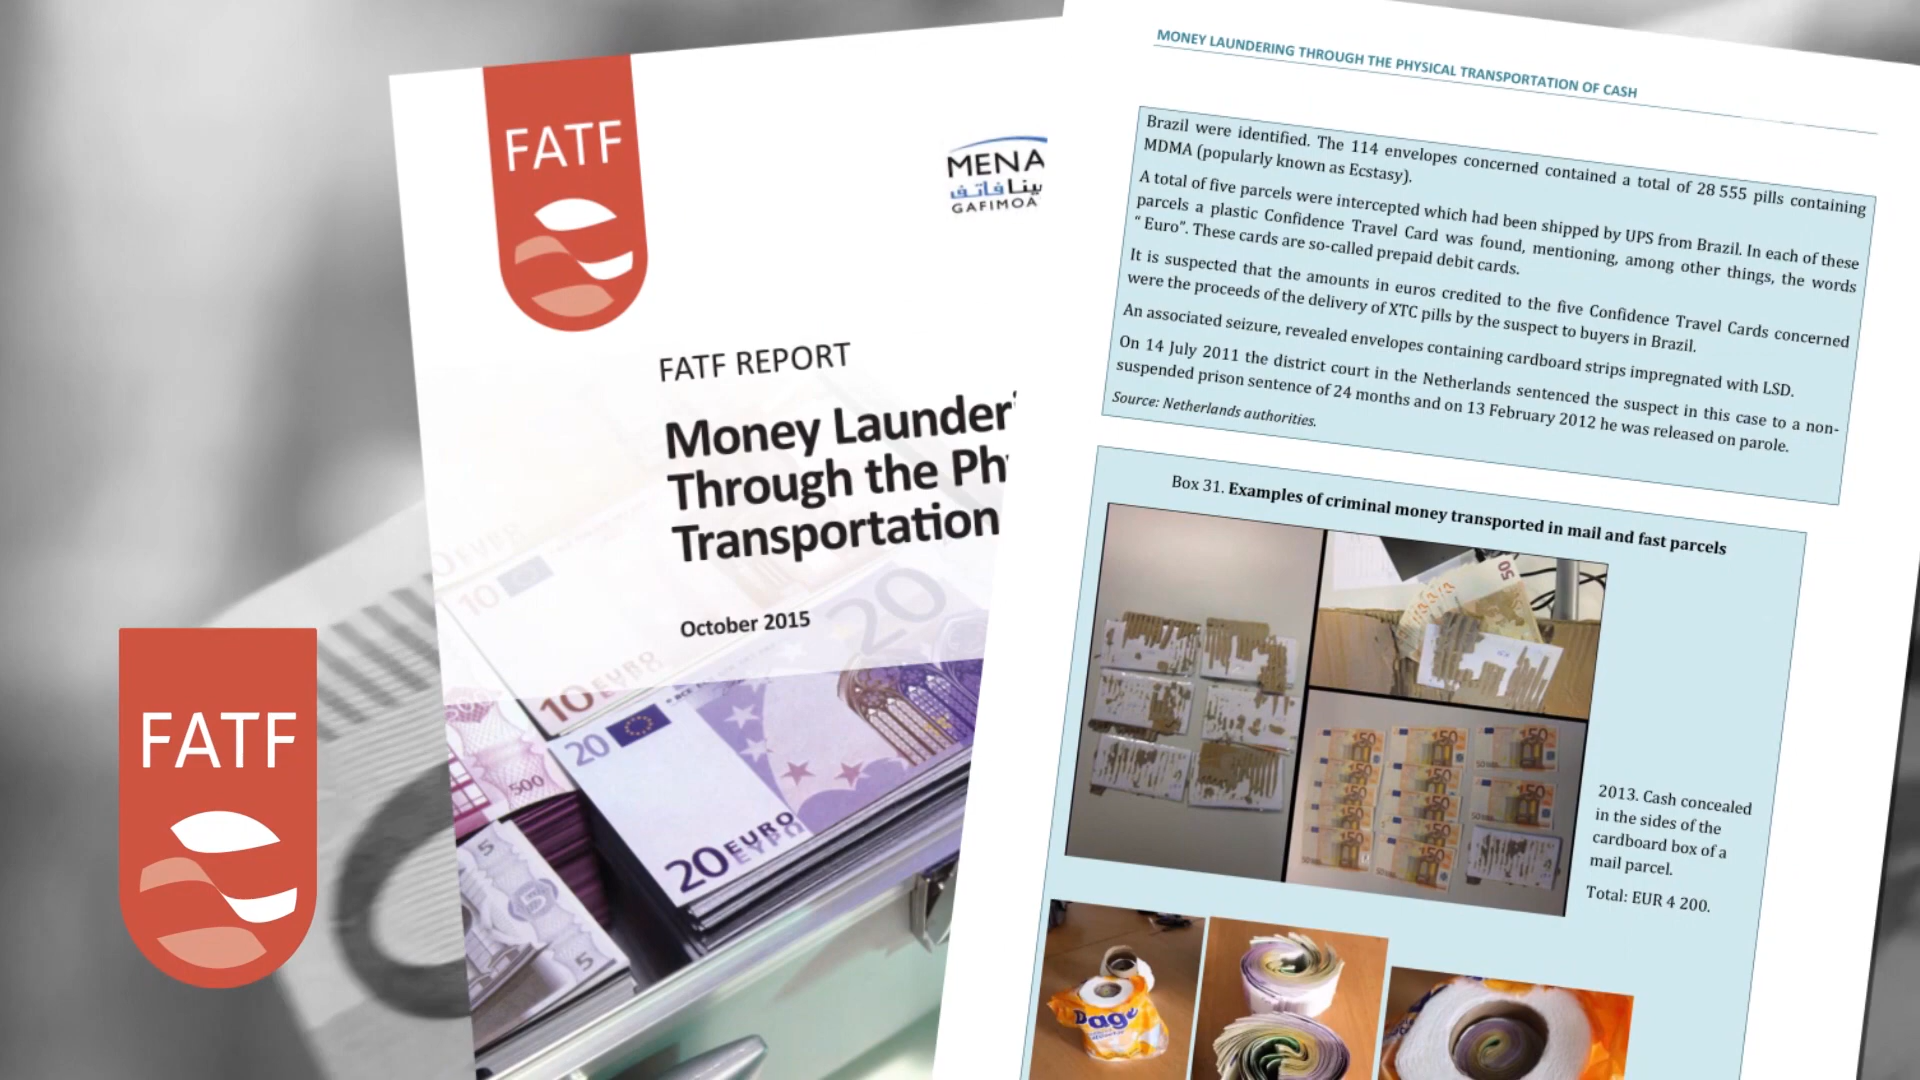 FATF
FATF
MENA
مينافاتف
GAFIMOA
FATF REPORT
Money Launder
Through the Ph
Transportation
October 2015
10 EURO
20
20 EURO
ΕΥΡΩ
500
5
5
MONEY LAUNDERING THROUGH THE PHYSICAL TRANSPORTATION OF CASH
Brazil were identified. The 114 envelopes concerned contained a total of 28 555 pills containing
MDMA (popularly known as Ecstasy).
A total of five parcels were intercepted which had been shipped by UPS from Brazil. In each of these
parcels a plastic Confidence Travel Card was found, mentioning, among other things, the words
“ Euro”. These cards are so-called prepaid debit cards.
It is suspected that the amounts in euros credited to the five Confidence Travel Cards concerned
were the proceeds of the delivery of XTC pills by the suspect to buyers in Brazil.
An associated seizure, revealed envelopes containing cardboard strips impregnated with LSD.
On 14 July 2011 the district court in the Netherlands sentenced the suspect in this case to a non-
suspended prison sentence of 24 months and on 13 February 2012 he was released on parole.
Source: Netherlands authorities.
Box 31. Examples of criminal money transported in mail and fast parcels
50
2013. Cash concealed
in the sides of the
cardboard box of a
mail parcel.
Total: EUR 4 200.
Page